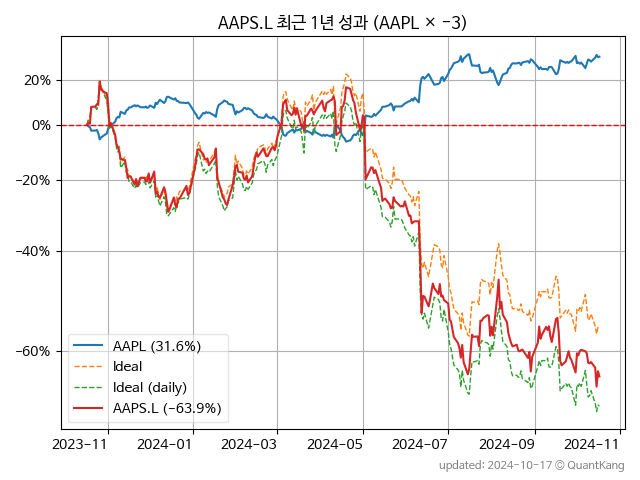 AAPS.L 최근 1년 성과 (AAPL × −3)
20%
0%
−20%
−40%
−60%
AAPL (31.6%)
Ideal
Ideal (daily)
AAPS.L (−63.9%)
2023−11 2024−01 2024−03 2024−05 2024−07 2024−09 2024−11
updated: 2024-10-17 © QuantKang